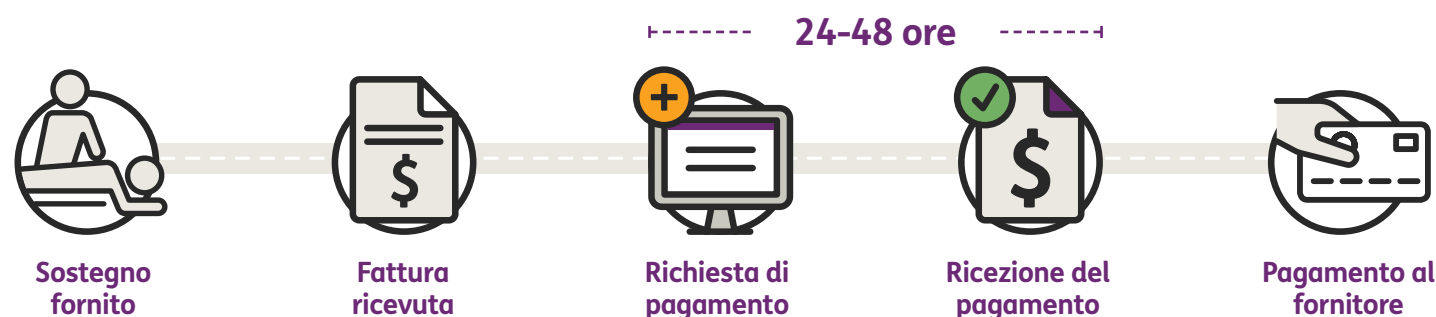 24-48 ore
Sostegno
fornito
Fattura
ricevuta
Richiesta di
pagamento
Ricezione del
pagamento
Pagamento al
fornitore
$
$